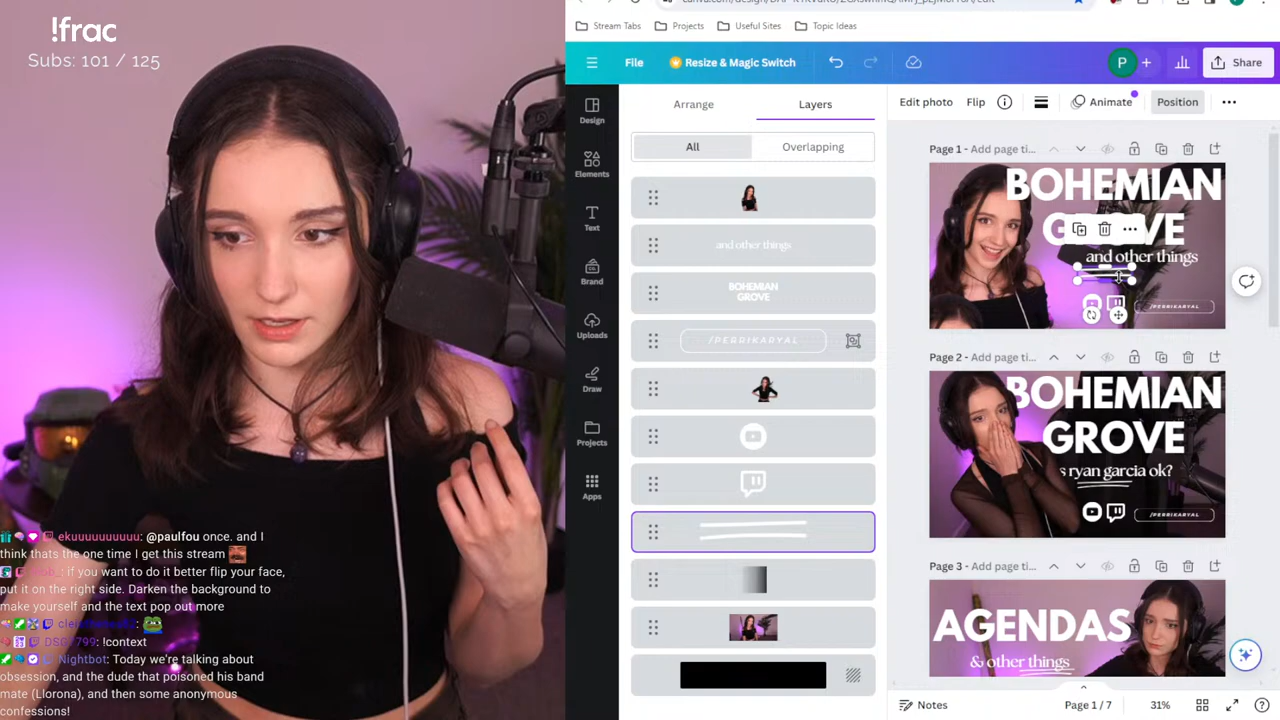 !frac
Subs: 101 / 125
ekuuuuuuuuuu: @paulfou once. and I
think thats the one time I get this stream
: if you want to do it better flip your face,
put it on the right side. Darken the background to
make yourself and the text pop out more
DSG7799: !context
Nightbot: Today we're talking about
obsession, and the dude that poisoned his band
mate (Llorona), and then some anonymous
confessions!
Stream Tabs
Projects
Useful Sites
Topic Ideas
File
Resize & Magic Switch
P
+
Share
Design
Elements
Text
Brand
Uploads
Draw
Projects
Apps
Arrange
Layers
All
Overlapping
and other things
BOHEMIAN
GROVE
/PERRIKARYAL
Edit photo
Flip
Animate
Position
Page 1 - Add page ti...
BOHEMIAN
GROVE
and other things
/PERRIKARYAL
Page 2 - Add page ti...
BOHEMIAN
GROVE
is ryan garcia ok?
/PERRIKARYAL
Page 3 - Add page ti...
AGENDAS
& other things
Notes
Page 1 / 7
31%